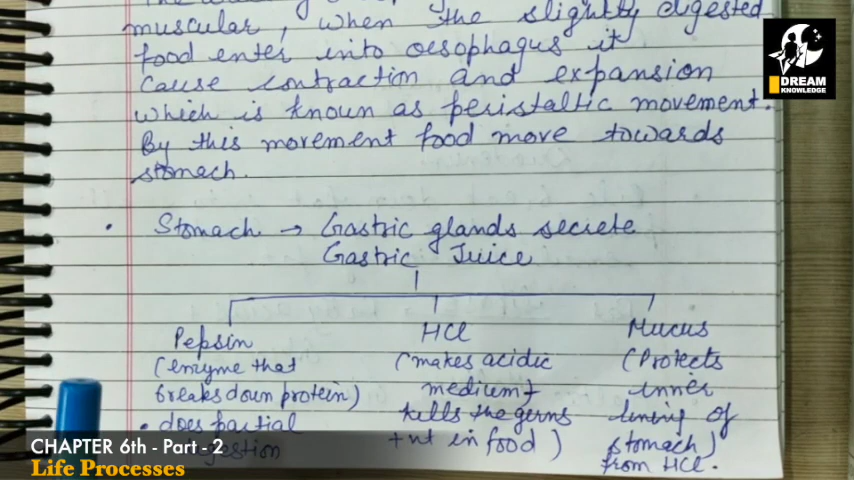 muscular, when the slightly digested
food enter into oesophagus it
cause contraction and expansion
which is known as peristaltic movement.
By this movement food move towards
stomach.
• Stomach → Gastric glands secrete
Gastric Juice
Pepsin
(enzyme that
breaks down protein)
• does partial
HCl
(makes acidic
medium +
kills the germs
in food)
Mucus
(Protects
inner
lining of
stomach)
from HCl.
DREAM
KNOWLEDGE
CHAPTER 6th - Part - 2
Life Processes